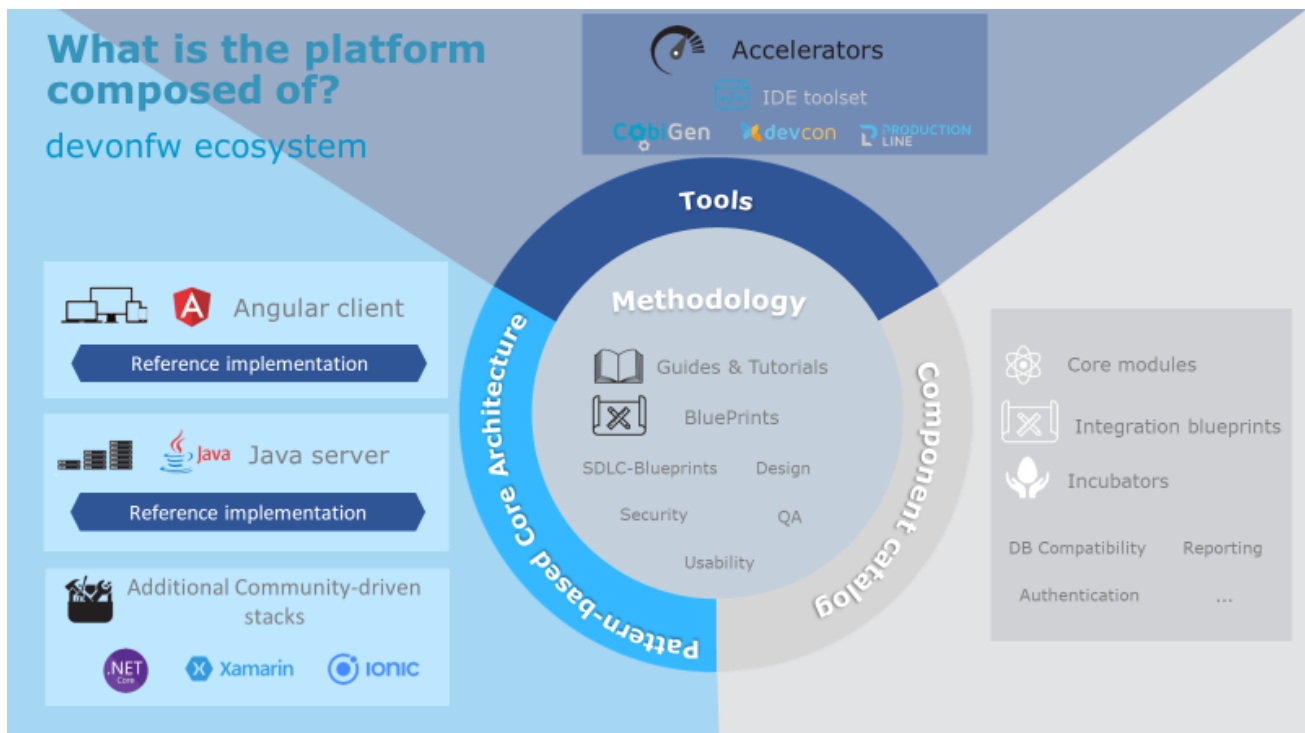 What is the platform
composed of?
devonfw ecosystem
Accelerators
IDE toolset
CobiGen
devcon
PRODUCTION
LINE
Tools
Methodology
Guides & Tutorials
BluePrints
SDLC-Blueprints
Design
Security
QA
Usability
Pattern-based Core Architecture
Component catalog
Angular client
Reference implementation
Java
Java server
Reference implementation
Additional Community-driven
stacks
.NET
Core
Xamarin
IONIC
Core modules
Integration blueprints
Incubators
DB Compatibility
Reporting
Authentication
...